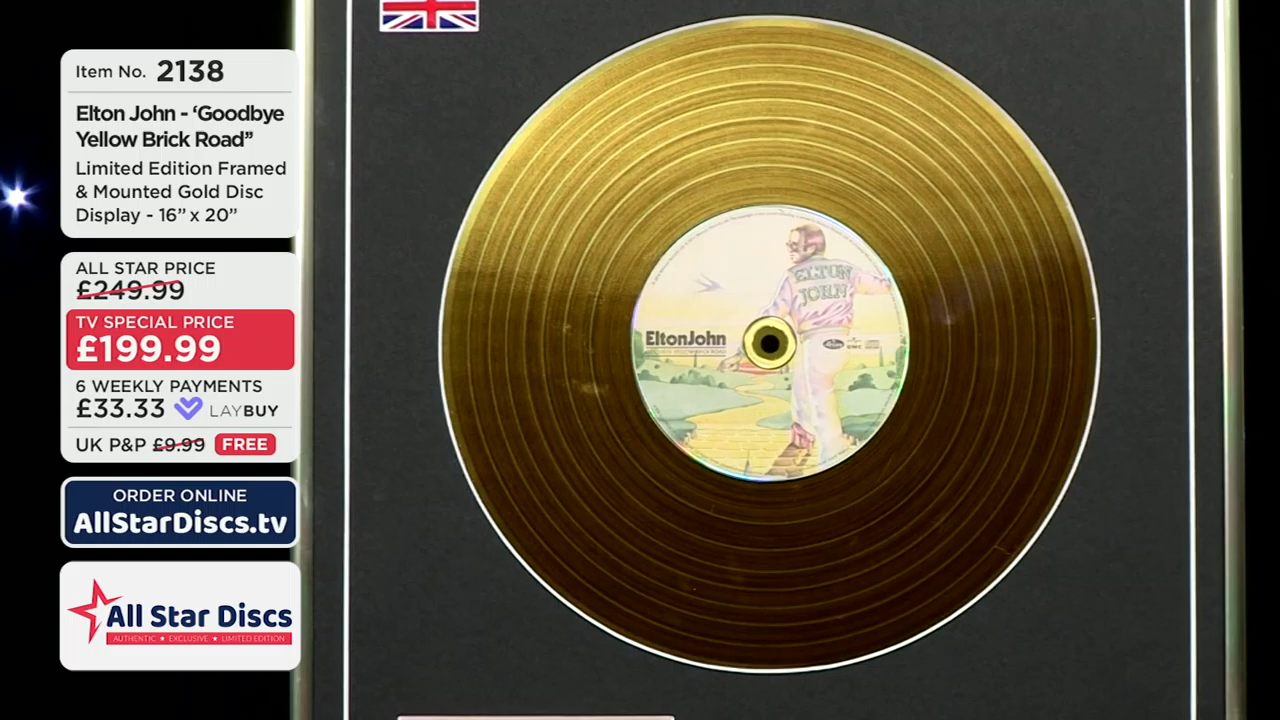 Item No. 2138
Elton John - ‘Goodbye
Yellow Brick Road”
Limited Edition Framed
& Mounted Gold Disc
Display - 16” x 20”
ALL STAR PRICE
£249.99
TV SPECIAL PRICE
£199.99
6 WEEKLY PAYMENTS
£33.33 LAYBUY
UK P&P £9.99 FREE
ORDER ONLINE
AllStarDiscs.tv
All Star Discs
AUTHENTIC ★ EXCLUSIVE ★ LIMITED EDITION
ELTON
JOHN
EltonJohn